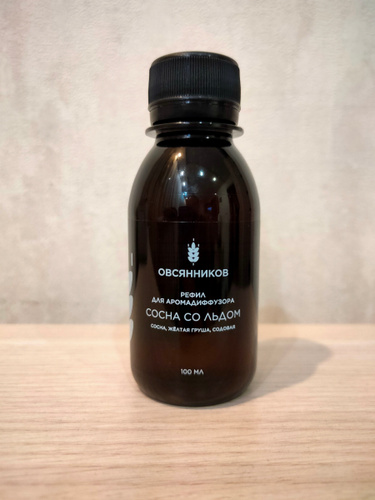 ОВСЯННИКОВ
РЕФИЛ
ДЛЯ АРОМАДИФФУЗОРА
СОСНА СО ЛЬДОМ
СОСНА, ЖЁЛТАЯ ГРУША, СОДОВАЯ
100 МЛ